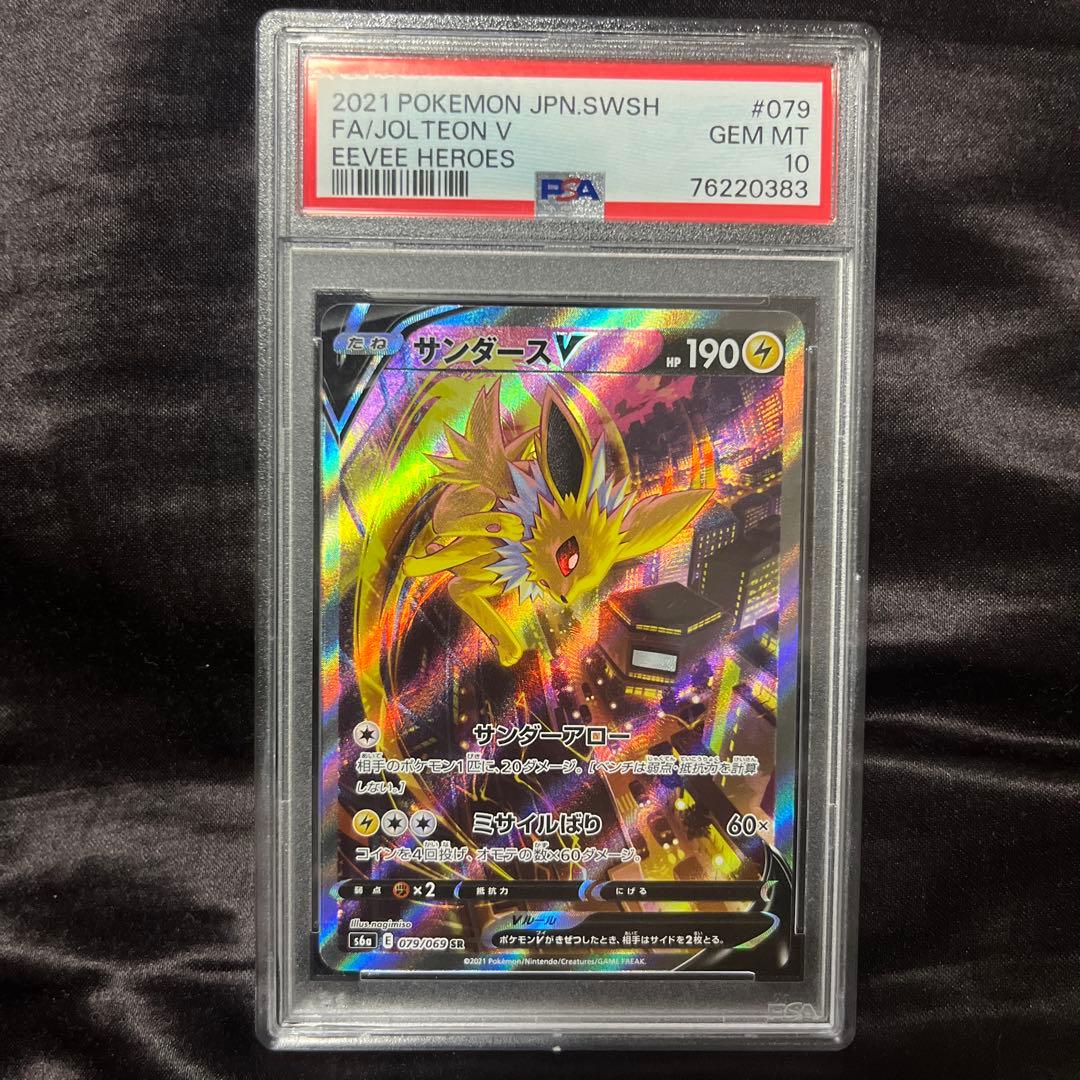 2021 POKEMON JPN.SWSH #079
FA/JOLTEON V GEM MT
EEVEE HEROES 10
PSA 76220383
たね サンダースV HP 190
サンダーアロー
相手のポケモン1匹に、20ダメージ。[ベンチは弱点・抵抗力を計算
しない。]
ミサイルばり 60×
コインを4回投げ、オモテの数×60ダメージ。
弱点 ×2 抵抗力 にげる
Illus.nagimiso
Vルール
s6a E 079/069 SR ポケモンVがきぜつしたとき、相手はサイドを2枚とる。
©2021 Pokémon/Nintendo/Creatures/GAME FREAK.
PSA